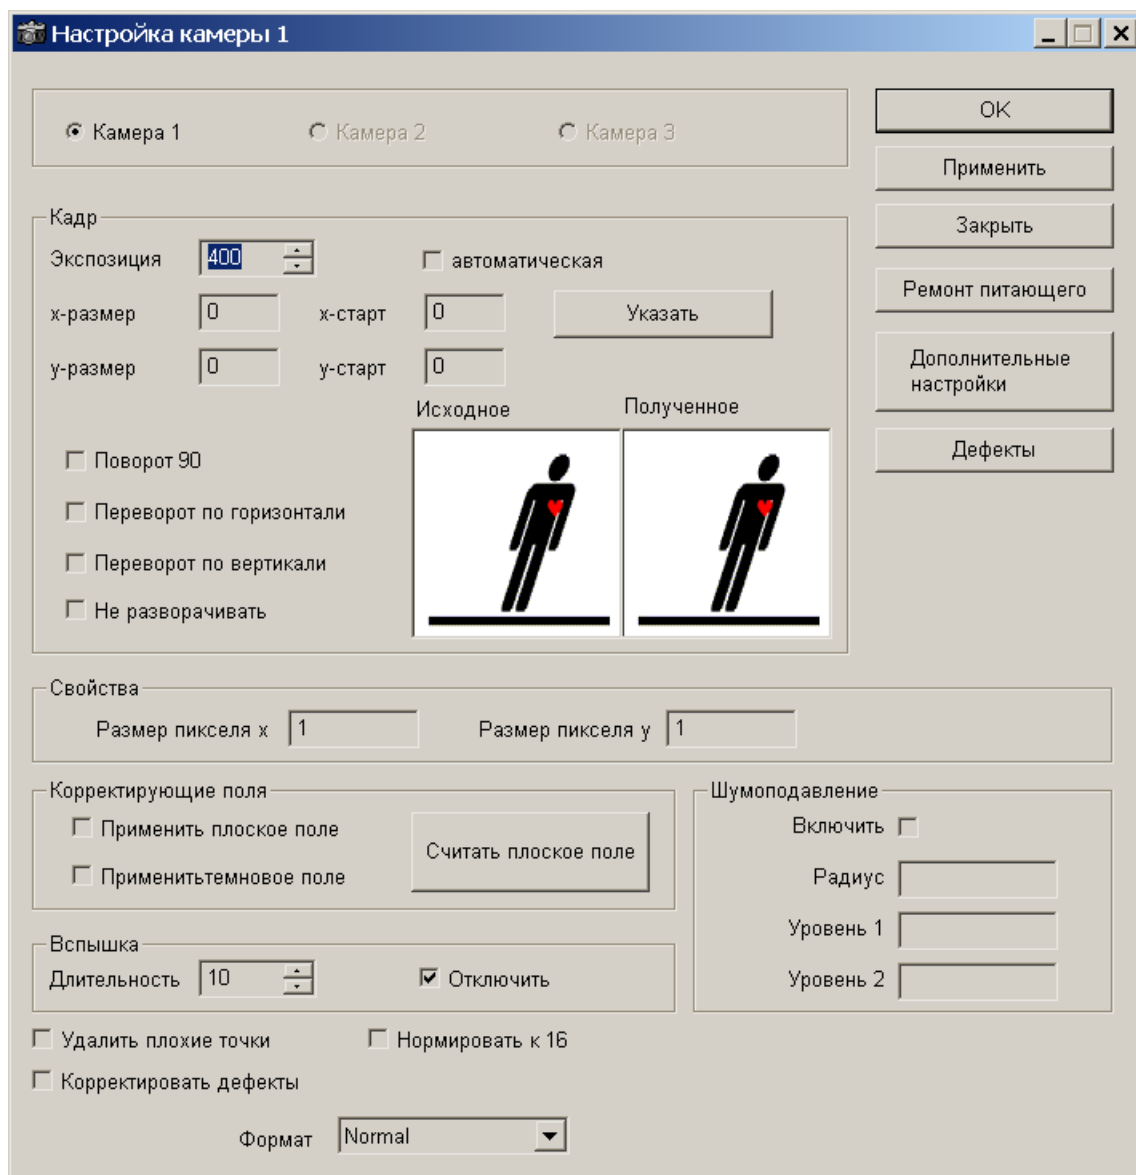 Настройка камеры 1
Камера 1 Камера 2 Камера 3
OK
Применить
Закрыть
Ремонт питающего
Дополнительные
настройки
Дефекты
Кадр
Экспозиция 400 автоматическая
x-размер 0 x-старт 0 Указать
y-размер 0 y-старт 0
Исходное Полученное
Поворот 90
Переворот по горизонтали
Переворот по вертикали
Не разворачивать
Свойства
Размер пикселя x 1 Размер пикселя y 1
Корректирующие поля
Применить плоское поле
Применитьтемновое поле
Считать плоское поле
Шумоподавление
Включить
Радиус
Уровень 1
Уровень 2
Вспышка
Длительность 10 Отключить
Удалить плохие точки Нормировать к 16
Корректировать дефекты
Формат Normal